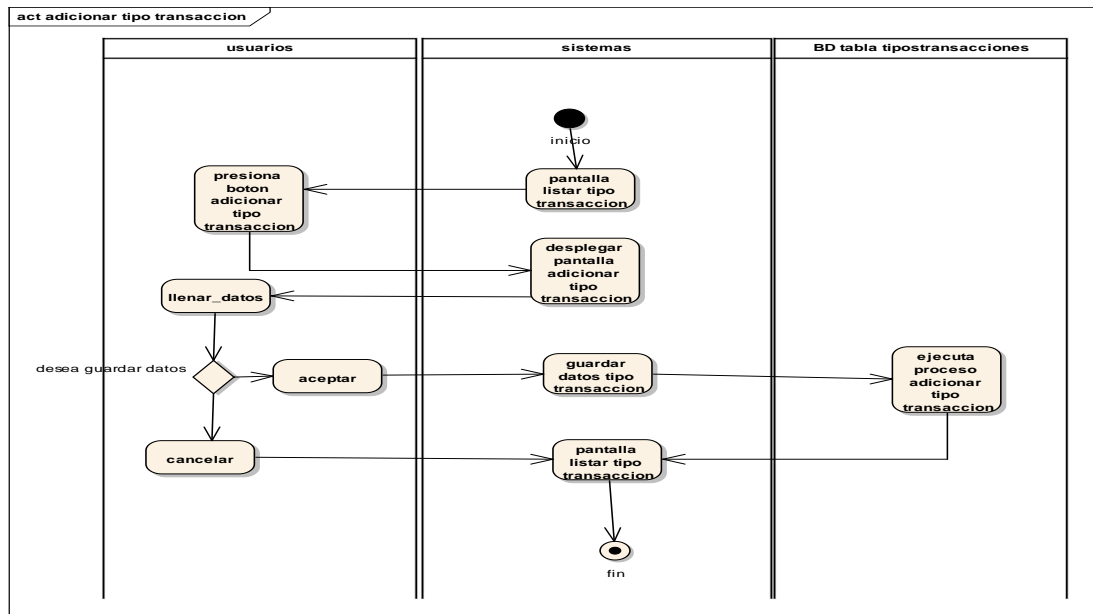 act adicionar tipo transaccion
usuarios
sistemas
BD tabla tipostransacciones
inicio
presiona
boton
adicionar
tipo
transaccion
pantalla
listar tipo
transaccion
desplegar
pantalla
adicionar
tipo
transaccion
llenar_datos
desea guardar datos
aceptar
guardar
datos tipo
transaccion
ejecuta
proceso
adicionar
tipo
transaccion
cancelar
pantalla
listar tipo
transaccion
fin